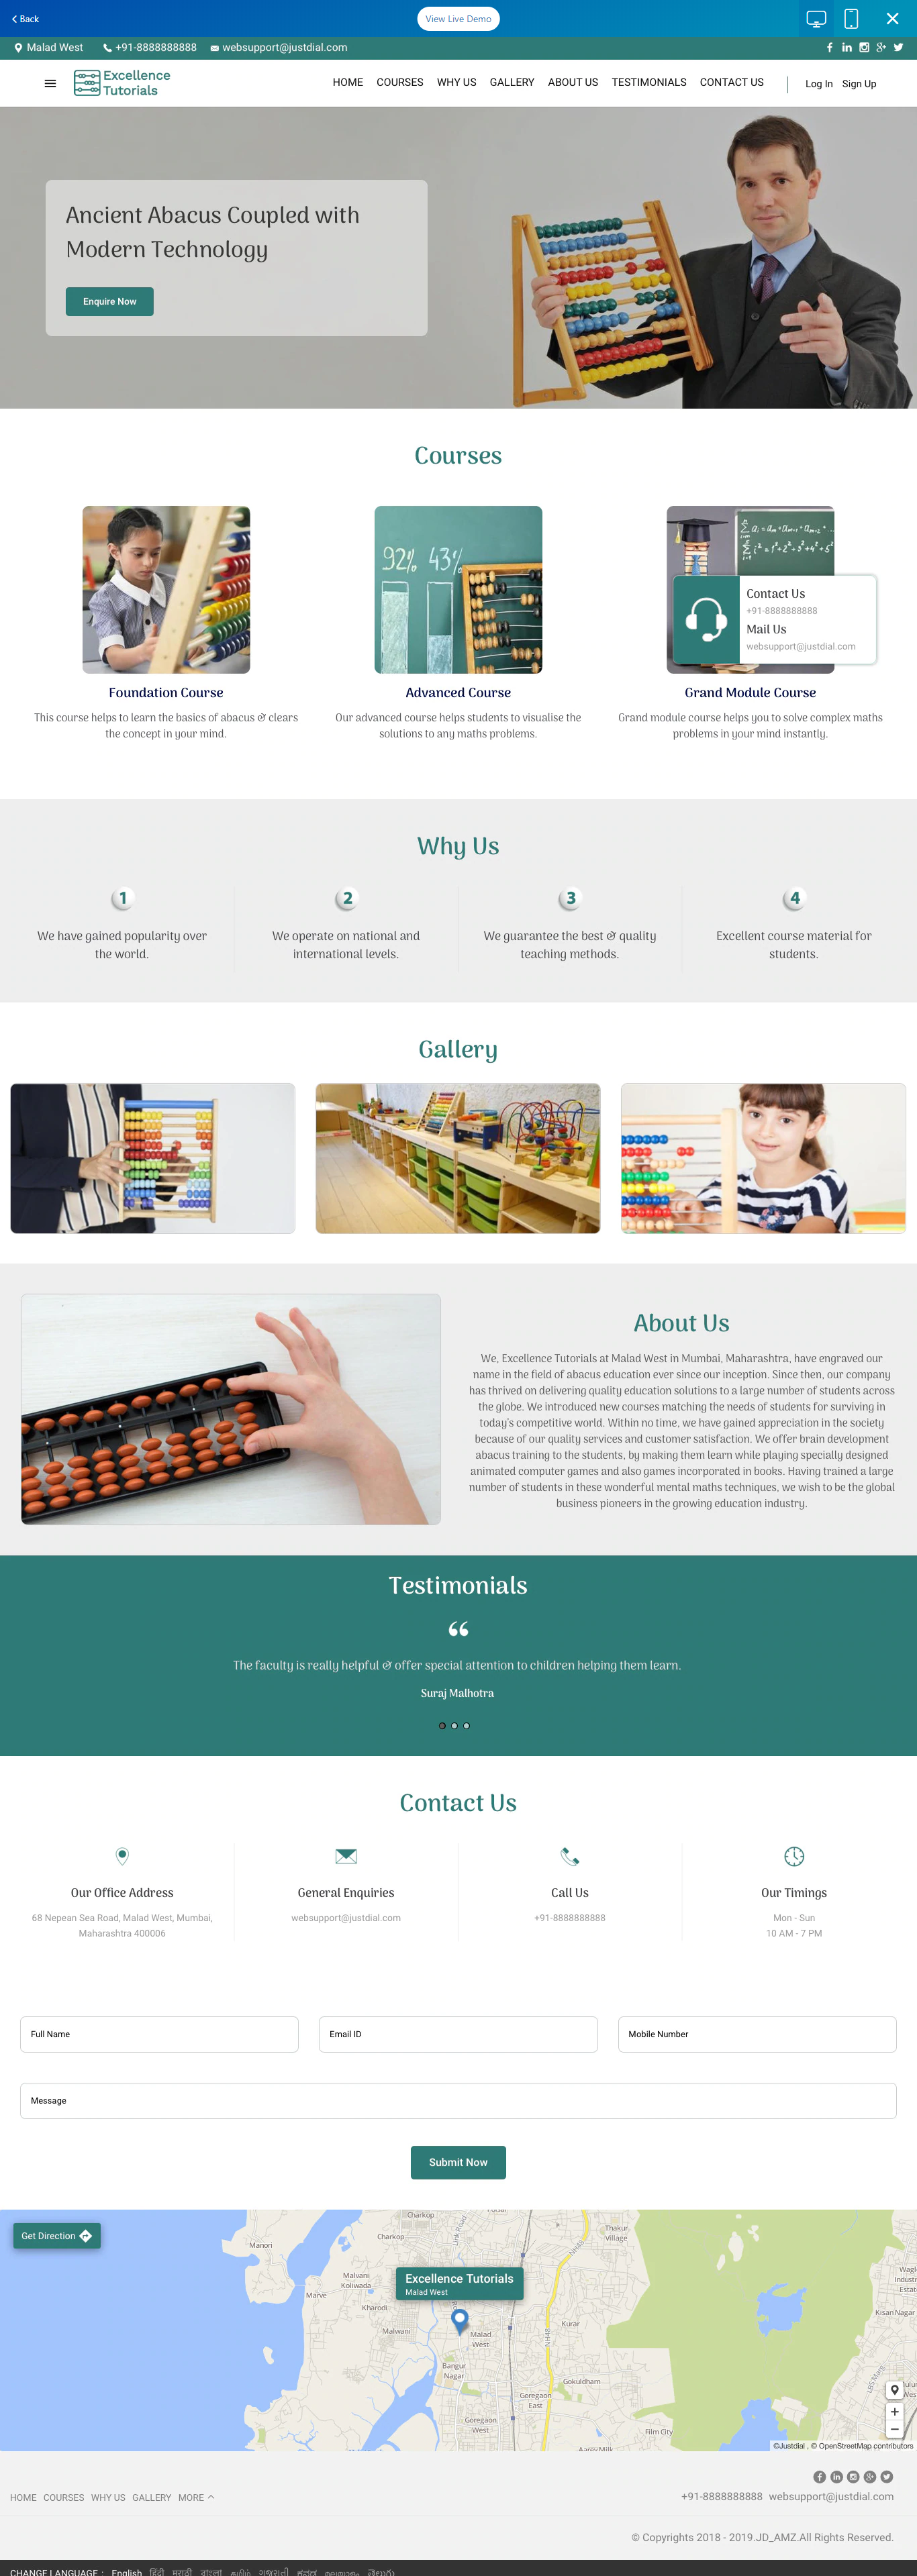 Back
View Live Demo
Malad West +91-8888888888 websupport@justdial.com
Excellence
Tutorials
HOME COURSES WHY US GALLERY ABOUT US TESTIMONIALS CONTACT US Log In Sign Up
Ancient Abacus Coupled with
Modern Technology
Enquire Now
Courses
92% 43%
Contact Us
+91-8888888888
Mail Us
websupport@justdial.com
Foundation Course
This course helps to learn the basics of abacus & clears
the concept in your mind.
Advanced Course
Our advanced course helps students to visualise the
solutions to any maths problems.
Grand Module Course
Grand module course helps you to solve complex maths
problems in your mind instantly.
Why Us
1
We have gained popularity over
the world.
2
We operate on national and
international levels.
3
We guarantee the best & quality
teaching methods.
4
Excellent course material for
students.
Gallery
About Us
We, Excellence Tutorials at Malad West in Mumbai, Maharashtra, have engraved our
name in the field of abacus education ever since our inception. Since then, our company
has thrived on delivering quality education solutions to a large number of students across
the globe. We introduced new courses matching the needs of students for surviving in
today's competitive world. Within no time, we have gained appreciation in the society
because of our quality services and customer satisfaction. We offer brain development
abacus training to the students, by making them learn while playing specially designed
animated computer games and also games incorporated in books. Having trained a large
number of students in these wonderful mental maths techniques, we wish to be the global
business pioneers in the growing education industry.
Testimonials
“
The faculty is really helpful & offer special attention to children helping them learn.
Suraj Malhotra
Contact Us
Our Office Address
68 Nepean Sea Road, Malad West, Mumbai,
Maharashtra 400006
General Enquiries
websupport@justdial.com
Call Us
+91-8888888888
Our Timings
Mon - Sun
10 AM - 7 PM
Full Name
Email ID
Mobile Number
Message
Submit Now
Get Direction
Charkop
Link Road
Thakur
Village
Charkop
Manori
NH48
Malvani
Koliwada
Excellence Tutorials
Malad West
Marve
Kharodi
Kisan Nagar
Malwani
Kurar
Malad
West
NH48
Bangur
Nagar
Gokuldham
LBS Marg
Goregaon
East
Goregaon
West
Film City
Aarey Milk
+
−
©Justdial , © OpenStreetMap contributors
HOME COURSES WHY US GALLERY MORE
+91-8888888888 websupport@justdial.com
© Copyrights 2018 - 2019.JD_AMZ.All Rights Reserved.
CHANGE LANGUAGE : English हिंदी मराठी বাংলা தமிழ் ગુજરાતી ಕನ್ನಡ മലയാളം తెలుగు